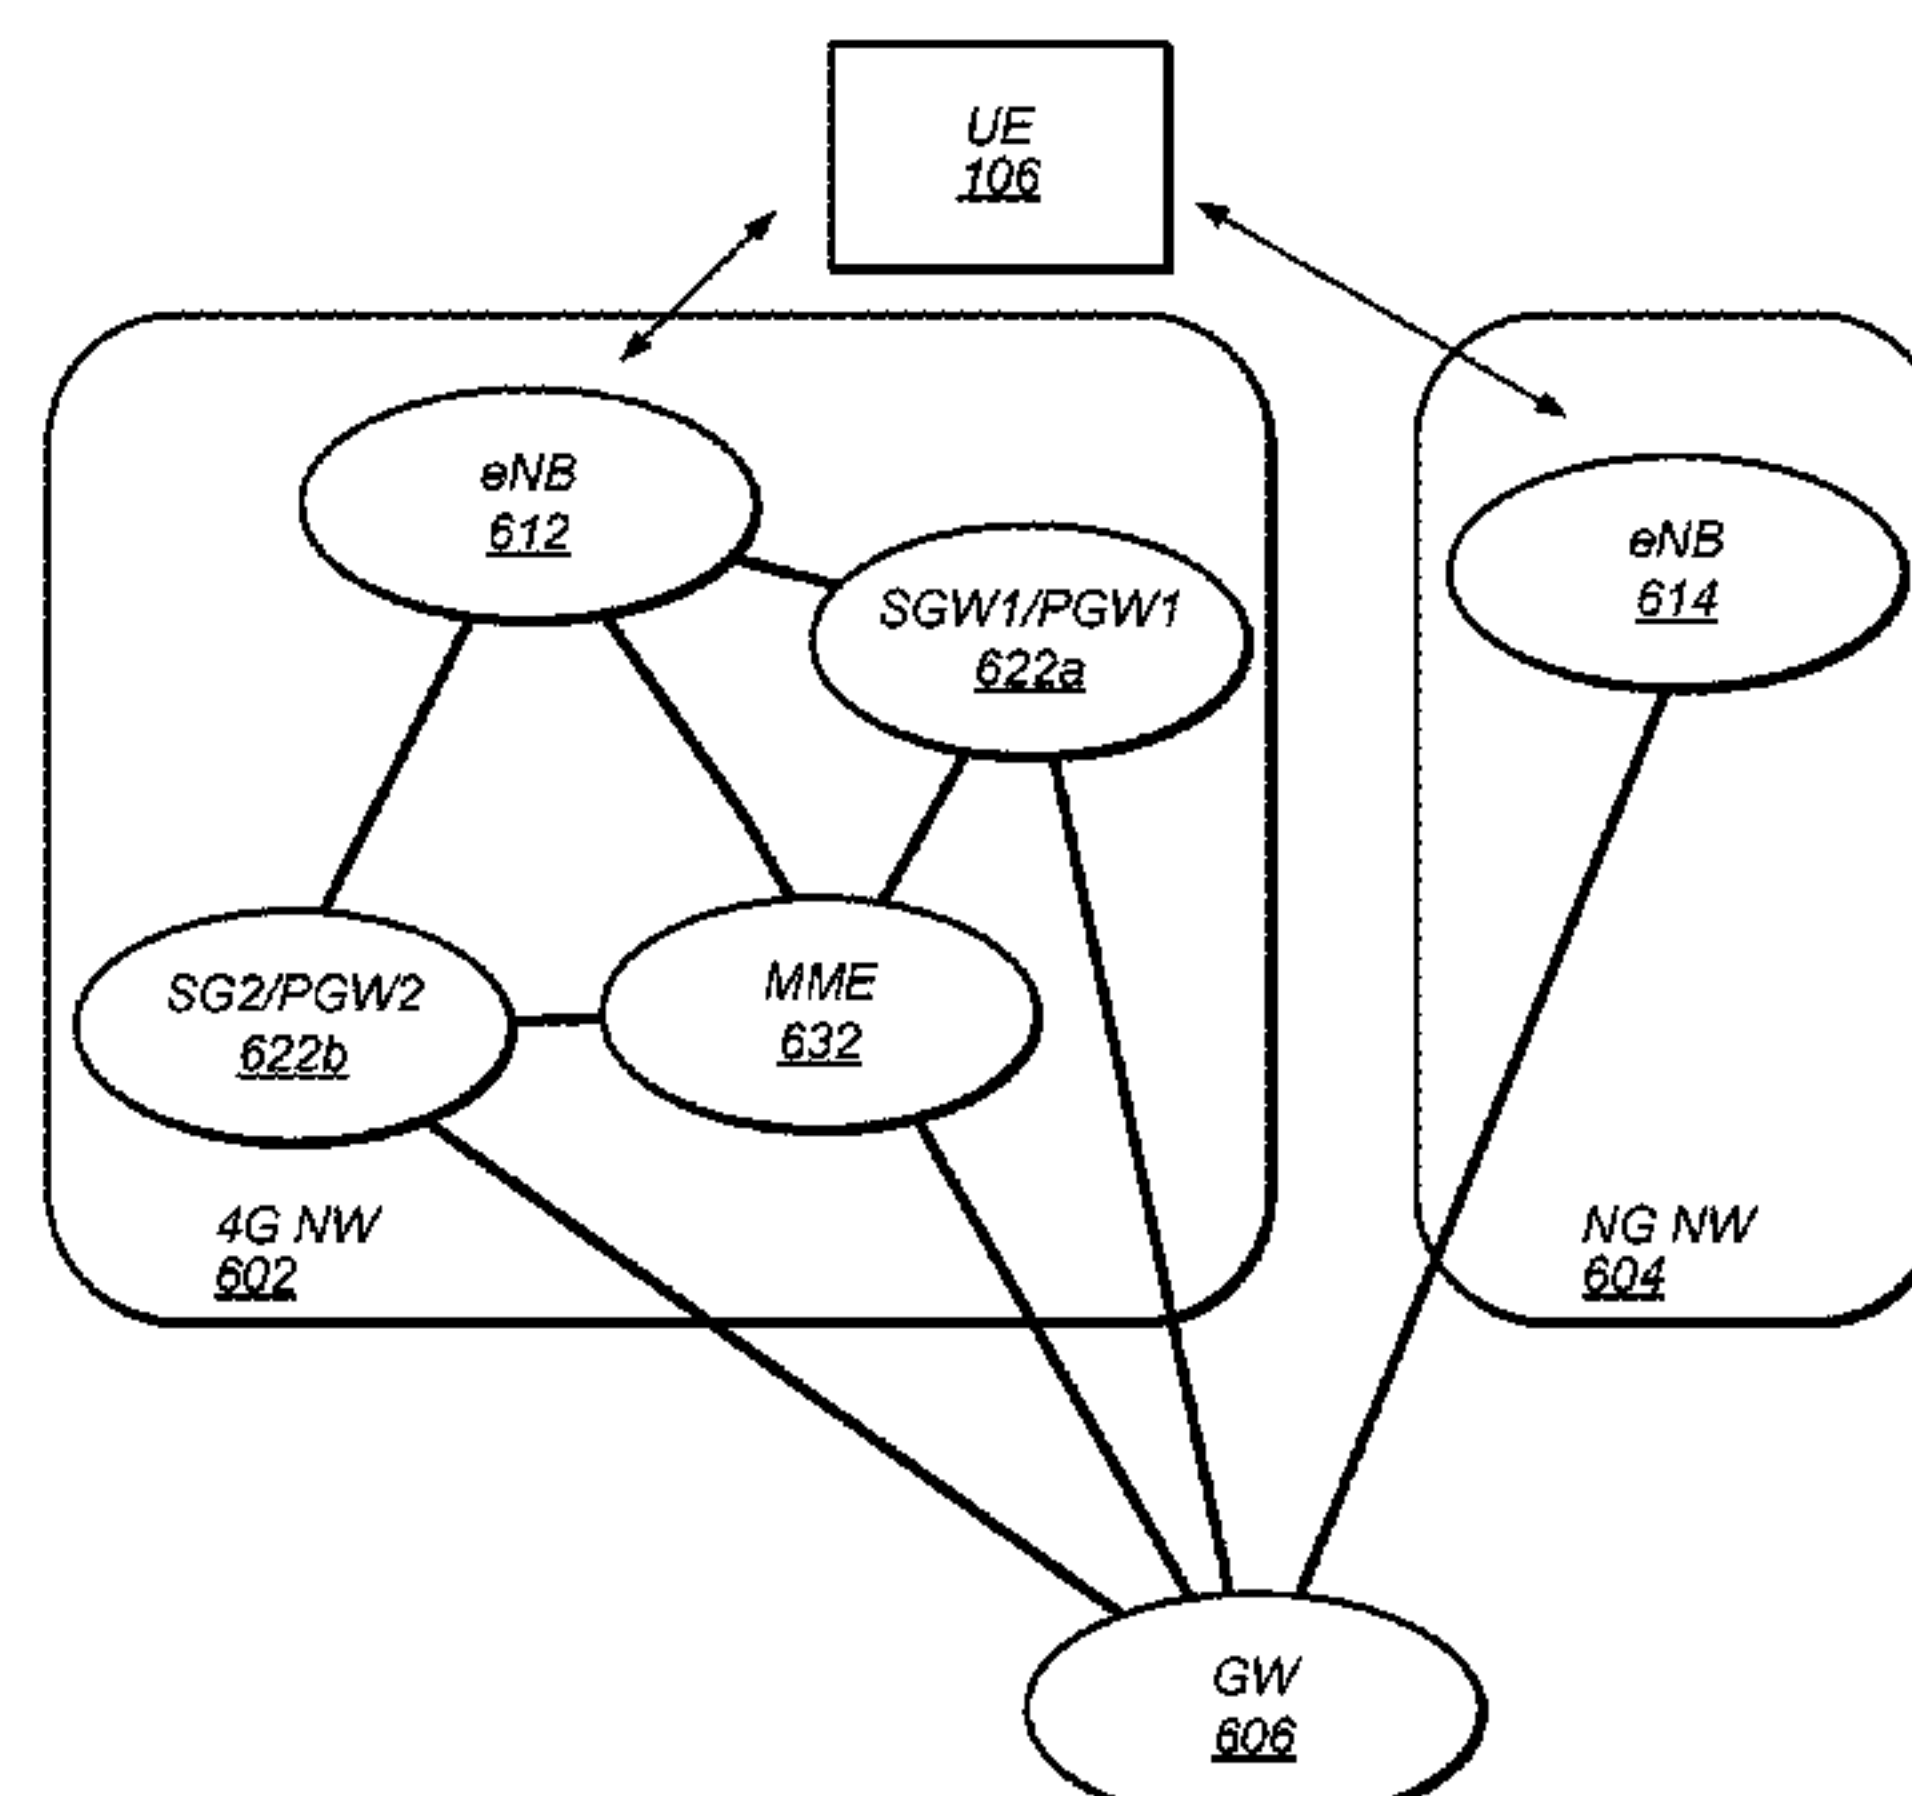 UE
106
eNB
612
eNB
614
SGW1/PGW1
622a
SG2/PGW2
622b
MME
632
4G NW
602
NG NW
604
GW
606